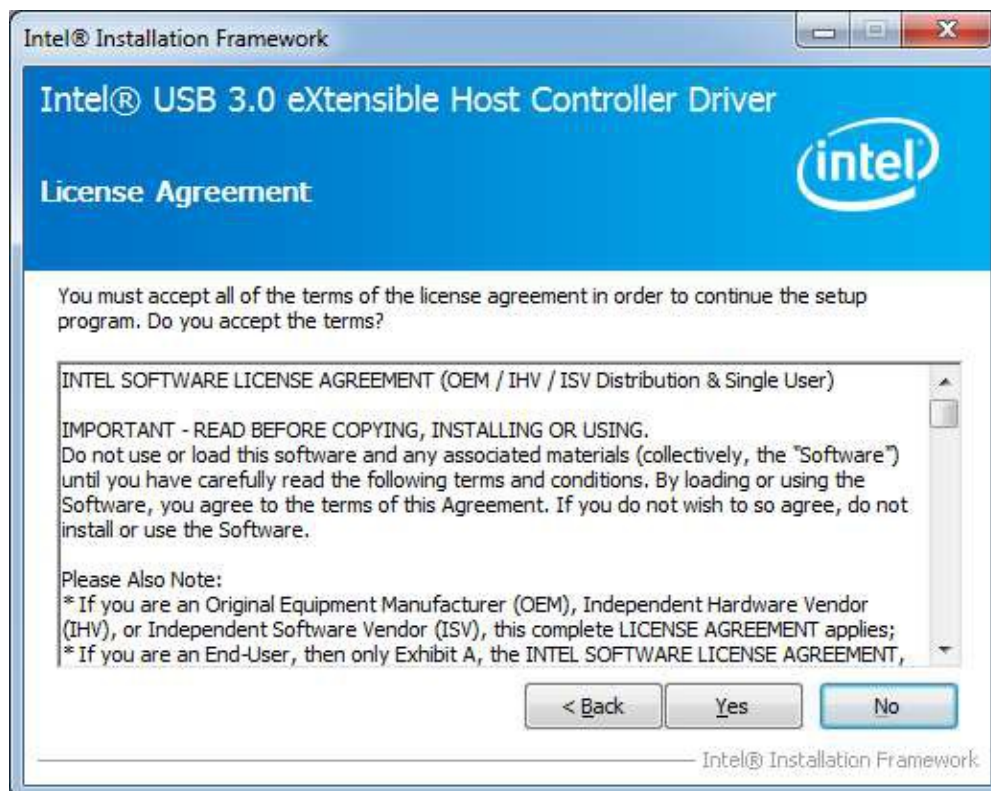 Intel® Installation Framework
Intel® USB 3.0 eXtensible Host Controller Driver
intel
License Agreement
You must accept all of the terms of the license agreement in order to continue the setup
program. Do you accept the terms?
INTEL SOFTWARE LICENSE AGREEMENT (OEM / IHV / ISV Distribution & Single User)
IMPORTANT - READ BEFORE COPYING, INSTALLING OR USING.
Do not use or load this software and any associated materials (collectively, the "Software")
until you have carefully read the following terms and conditions. By loading or using the
Software, you agree to the terms of this Agreement. If you do not wish to so agree, do not
install or use the Software.
Please Also Note:
* If you are an Original Equipment Manufacturer (OEM), Independent Hardware Vendor
(IHV), or Independent Software Vendor (ISV), this complete LICENSE AGREEMENT applies;
* If you are an End-User, then only Exhibit A, the INTEL SOFTWARE LICENSE AGREEMENT,
< Back Yes No
Intel® Installation Framework